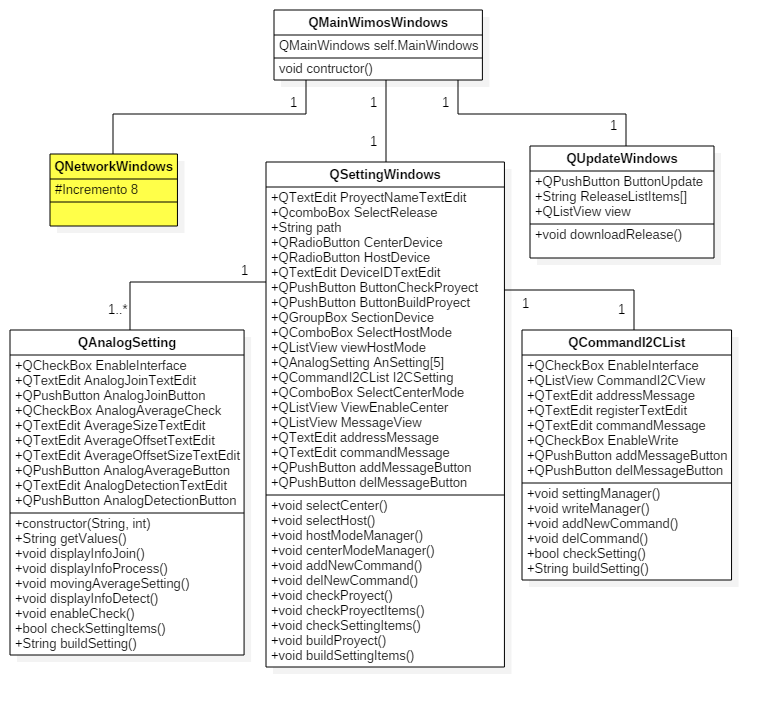 QMainWimosWindows
QMainWindows self.MainWindows
void contructor()
1
1
1
1
1
QNetworkWindows
#Incremento 8
QUpdateWindows
+QPushButton ButtonUpdate
+String ReleaseListItems[]
+QListView view
+void downloadRelease()
QSettingWindows
+QTextEdit ProyectNameTextEdit
+QcomboBox SelectRelease
+String path
+QRadioButton CenterDevice
+QRadioButton HostDevice
+QTextEdit DeviceIDTextEdit
+QPushButton ButtonCheckProyect
+QPushButton ButtonBuildProyect
+QGroupBox SectionDevice
+QComboBox SelectHostMode
+QListView viewHostMode
+QAnalogSetting AnSetting[5]
+QCommandI2CList I2CSetting
+QComboBox SelectCenterMode
+QListView ViewEnableCenter
+QListView MessageView
+QTextEdit addressMessage
+QTextEdit commandMessage
+QPushButton addMessageButton
+QPushButton delMessageButton
+void selectCenter()
+void selectHost()
+void hostModeManager()
+void centerModeManager()
+void addNewCommand()
+void delNewCommand()
+void checkProyect()
+void checkProyectItems()
+void checkSettingItems()
+void buildProyect()
+void buildSettingItems()
1
1..*
1
1
QAnalogSetting
+QCheckBox EnableInterface
+QTextEdit AnalogJoinTextEdit
+QPushButton AnalogJoinButton
+QCheckBox AnalogAverageCheck
+QTextEdit AverageSizeTextEdit
+QTextEdit AverageOffsetTextEdit
+QTextEdit AverageOffsetSizeTextEdit
+QPushButton AnalogAverageButton
+QTextEdit AnalogDetectionTextEdit
+QPushButton AnalogDetectionButton
+constructor(String, int)
+String getValues()
+void displayInfoJoin()
+void displayInfoProcess()
+void movingAverageSetting()
+void displayInfoDetect()
+void enableCheck()
+bool checkSettingItems()
+String buildSetting()
QCommandI2CList
+QCheckBox EnableInterface
+QListView CommandI2CView
+QTextEdit addressMessage
+QTextEdit registerTextEdit
+QTextEdit commandMessage
+QCheckBox EnableWrite
+QPushButton addMessageButton
+QPushButton delMessageButton
+void settingManager()
+void writeManager()
+void addNewCommand()
+void delCommand()
+bool checkSetting()
+String buildSetting()